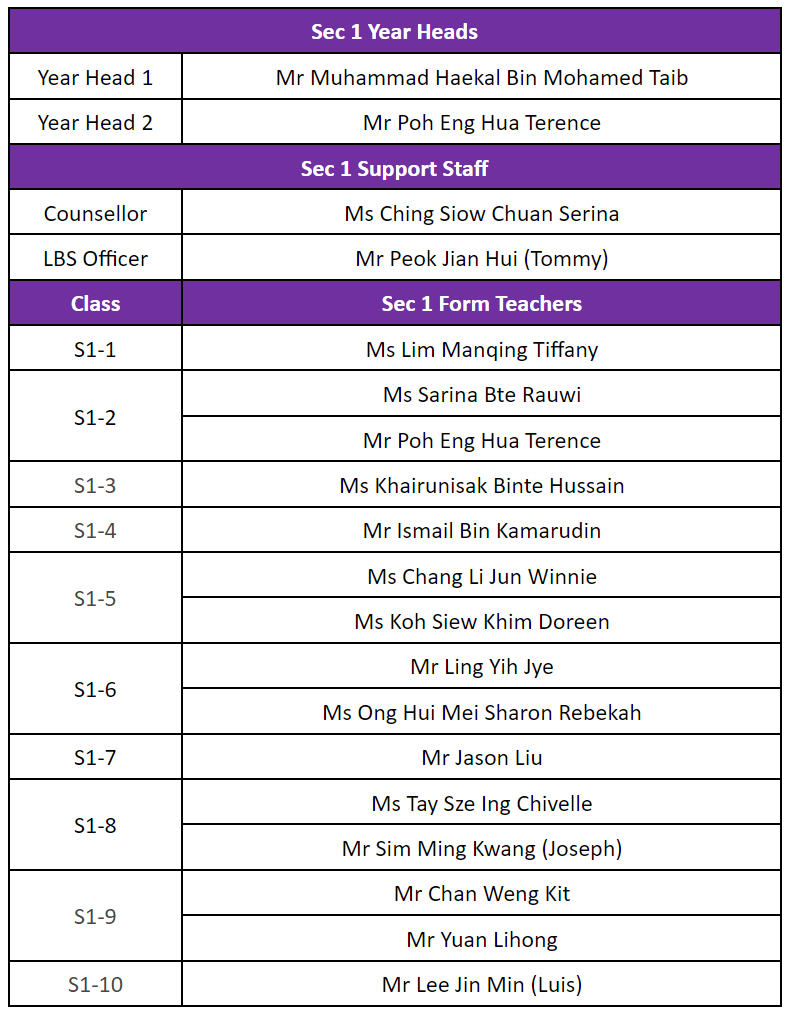 Sec 1 Year Heads
Year Head 1 Mr Muhammad Haekal Bin Mohamed Taib
Year Head 2 Mr Poh Eng Hua Terence
Sec 1 Support Staff
Counsellor Ms Ching Siow Chuan Serina
LBS Officer Mr Peok Jian Hui (Tommy)
Class Sec 1 Form Teachers
S1-1 Ms Lim Manqing Tiffany
S1-2
Ms Sarina Bte Rauwi
Mr Poh Eng Hua Terence
S1-3 Ms Khairunisak Binte Hussain
S1-4 Mr Ismail Bin Kamarudin
S1-5
Ms Chang Li Jun Winnie
Ms Koh Siew Khim Doreen
S1-6
Mr Ling Yih Jye
Ms Ong Hui Mei Sharon Rebekah
S1-7 Mr Jason Liu
S1-8
Ms Tay Sze Ing Chivelle
Mr Sim Ming Kwang (Joseph)
S1-9
Mr Chan Weng Kit
Mr Yuan Lihong
S1-10 Mr Lee Jin Min (Luis)